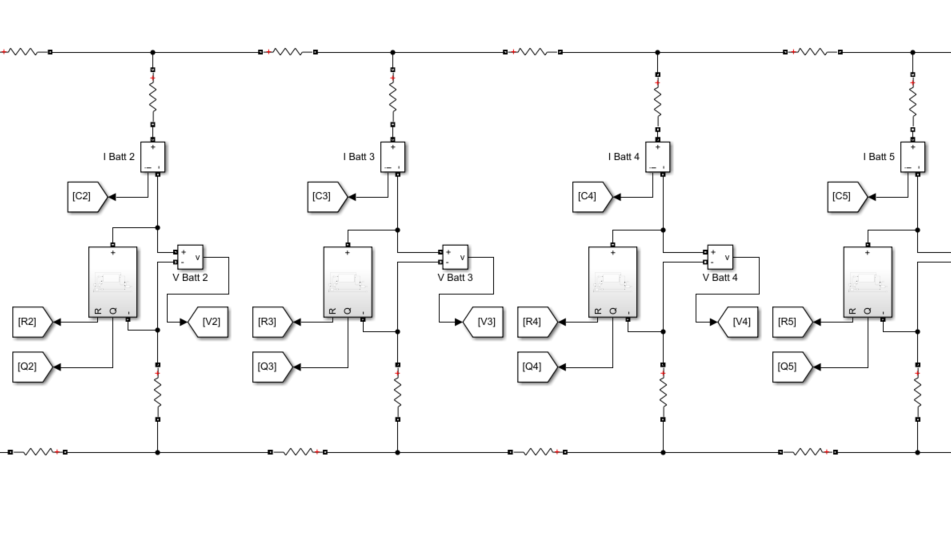 I Batt 2
I Batt 3
I Batt 4
I Batt 5
+
-
+
-
+
-
+
-
[C2]
[C3]
[C4]
[C5]
+
+
-
v
+
+
-
v
+
+
-
v
+
V Batt 2
V Batt 3
V Batt 4
R
Q
-
R
Q
-
R
Q
-
R
Q
-
[R2]
[V2]
[R3]
[V3]
[R4]
[V4]
[R5]
[Q2]
[Q3]
[Q4]
[Q5]